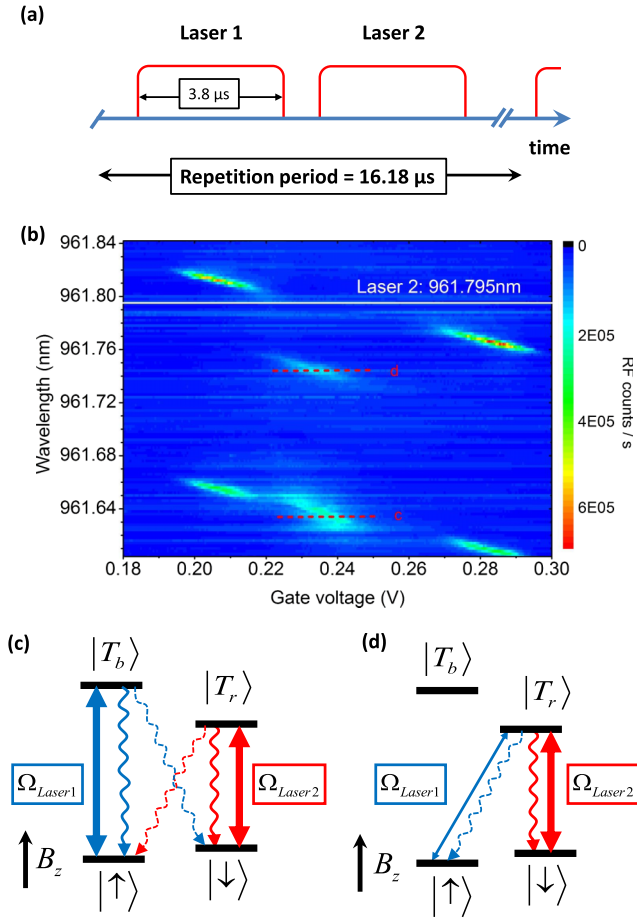 (a)
Laser 1
Laser 2
3.8 µs
time
Repetition period = 16.18 µs
(b)
961.84
961.80
961.76
961.72
961.68
961.64
Wavelength (nm)
Laser 2: 961.795nm
d
c
0.18
0.20
0.22
0.24
0.26
0.28
0.30
Gate voltage (V)
0
2E05
4E05
6E05
RF counts / s
(c)
|T_b⟩
|T_r⟩
Ω_Laser1
Ω_Laser2
B_z
|↑⟩
|↓⟩
(d)
|T_b⟩
|T_r⟩
Ω_Laser1
Ω_Laser2
B_z
|↑⟩
|↓⟩